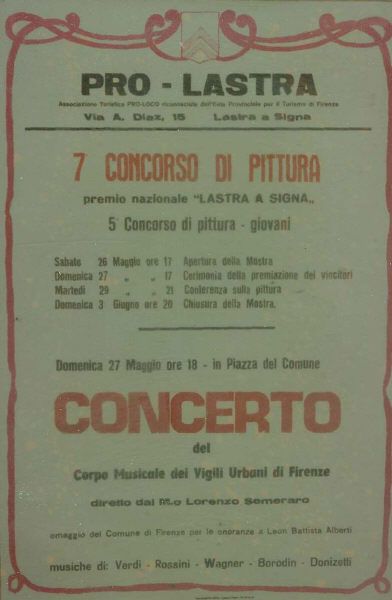 PRO - LASTRA
Associazione Turistica PRO-LOCO riconosciuta dell'Ente Provinciale per il Turismo di Firenze
Via A. Diaz, 15 Lastra a Signa
7 CONCORSO DI PITTURA
premio nazionale "LASTRA A SIGNA„
5° Concorso di pittura - giovani
Sabato 26 Maggio ore 17 Apertura della Mostra
Domenica 27 „ „ 17 Cerimonia della premiazione dei vincitori
Martedì 29 „ „ 21 Conferenza sulla pittura
Domenica 3 Giugno ore 20 Chiusura della Mostra.
Domenica 27 Maggio ore 18 - in Piazza del Comune
CONCERTO
del
Corpo Musicale dei Vigili Urbani di Firenze
diretto dal M.o Lorenzo Semeraro
omaggio del Comune di Firenze per le onoranze a Leon Battista Alberti
musiche di: Verdi - Rossini - Wagner - Borodin - Donizetti